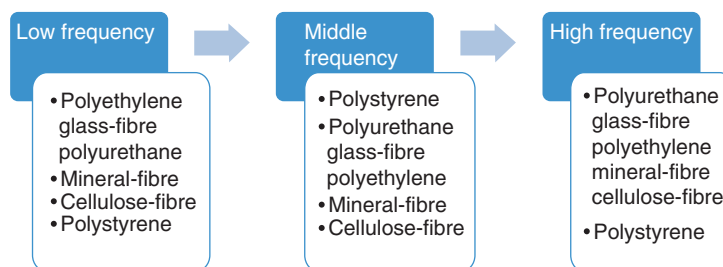 Low frequency
• Polyethylene
glass-fibre
polyurethane
• Mineral-fibre
• Cellulose-fibre
• Polystyrene
Middle
frequency
• Polystyrene
• Polyurethane
glass-fibre
polyethylene
• Mineral-fibre
• Cellulose-fibre
High frequency
• Polyurethane
glass-fibre
polyethylene
mineral-fibre
cellulose-fibre
• Polystyrene